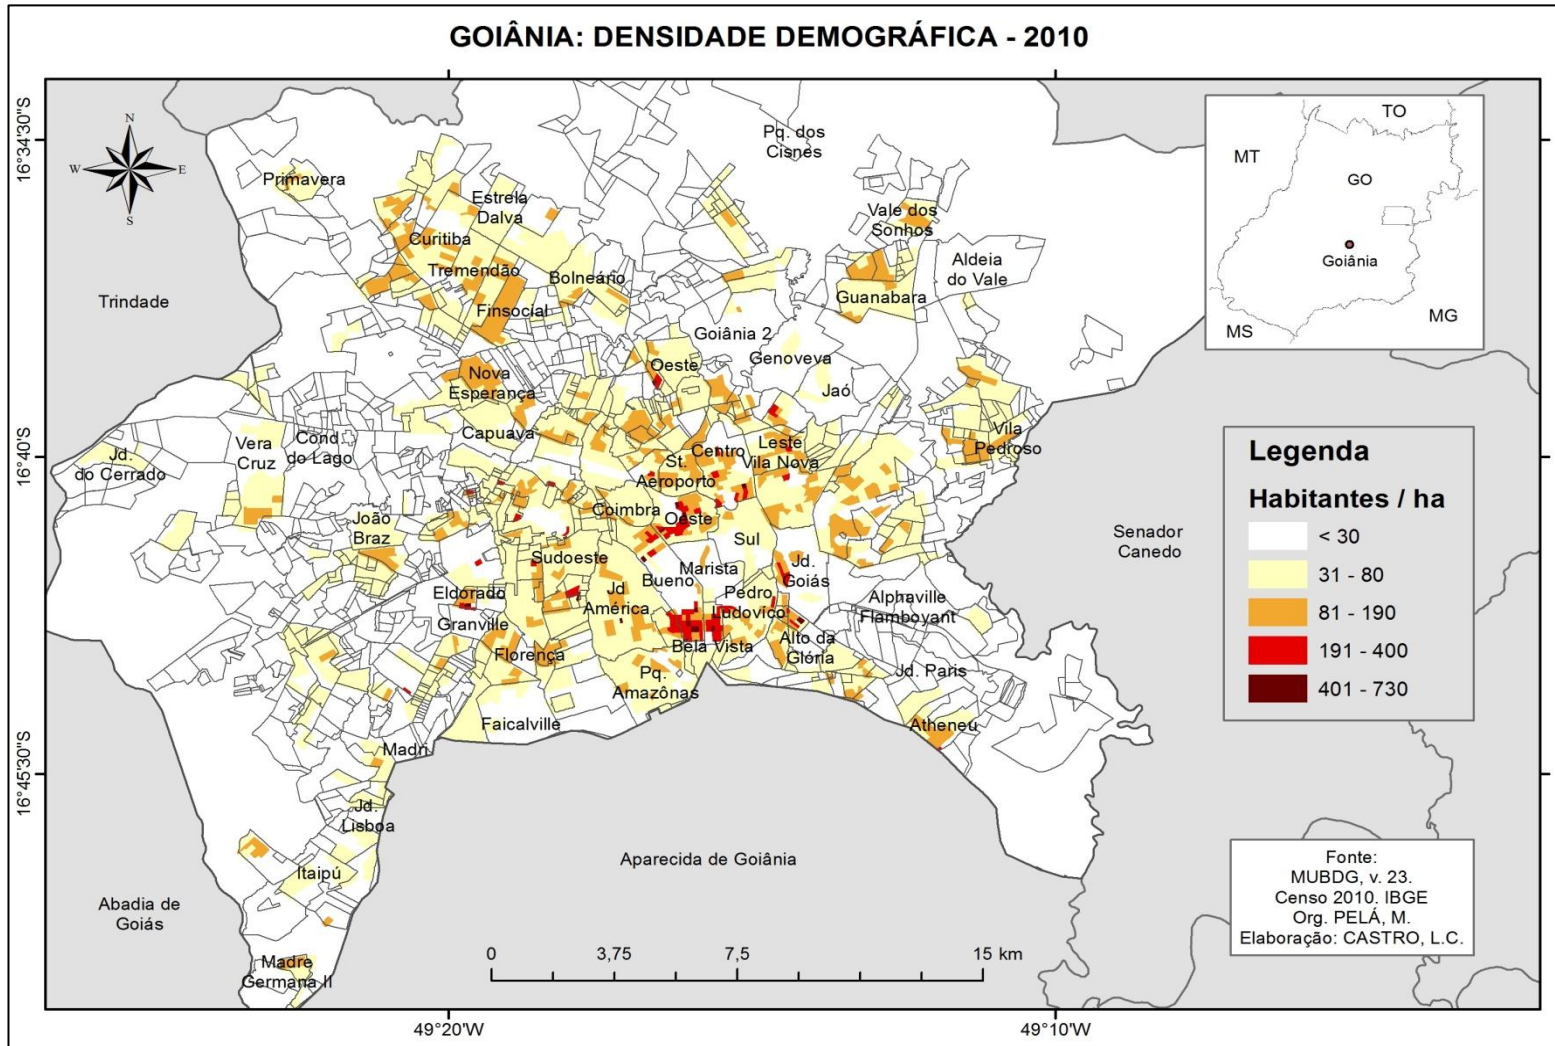 GOIÂNIA: DENSIDADE DEMOGRÁFICA - 2010
16°34'30"S
16°40'0"S
16°45'30"S
N
W
E
S
Trindade
Primavera
Estrela
Dalva
Curitiba
Tremendão
Bolneário
Finsocial
Pq. dos
Cisnes
Vale dos
Sonhos
Aldeia
do Vale
Guanabara
Goiânia 2
Genoveva
Jaó
Oeste
Nova
Esperança
Capuava
Vera
Cruz
Cond.
do Lago
Jd.
do Cerrado
Centro
St.
Aeroporto
Leste
Vila Nova
Vila
Pedroso
Coimbra
Oeste
João
Braz
Sul
Sudoeste
Marista
Bueno
Jd.
Goiás
Eldorado
Granville
Jd
América
Pedro
Ludovico
Alphaville
Flamboyant
Bela Vista
Alto da
Glória
Florença
Pq.
Amazônas
Jd. Paris
Faicalville
Atheneu
Madri
Jd.
Lisboa
Itaipú
Madre
Germana II
Abadia de
Goiás
Aparecida de Goiânia
Senador
Canedo
0
3,75
7,5
15 km
49°20'W
49°10'W
TO
MT
GO
Goiânia
MS
MG
Legenda
Habitantes / ha
< 30
31 - 80
81 - 190
191 - 400
401 - 730
Fonte:
MUBDG, v. 23.
Censo 2010. IBGE
Org. PELÁ, M.
Elaboração: CASTRO, L.C.